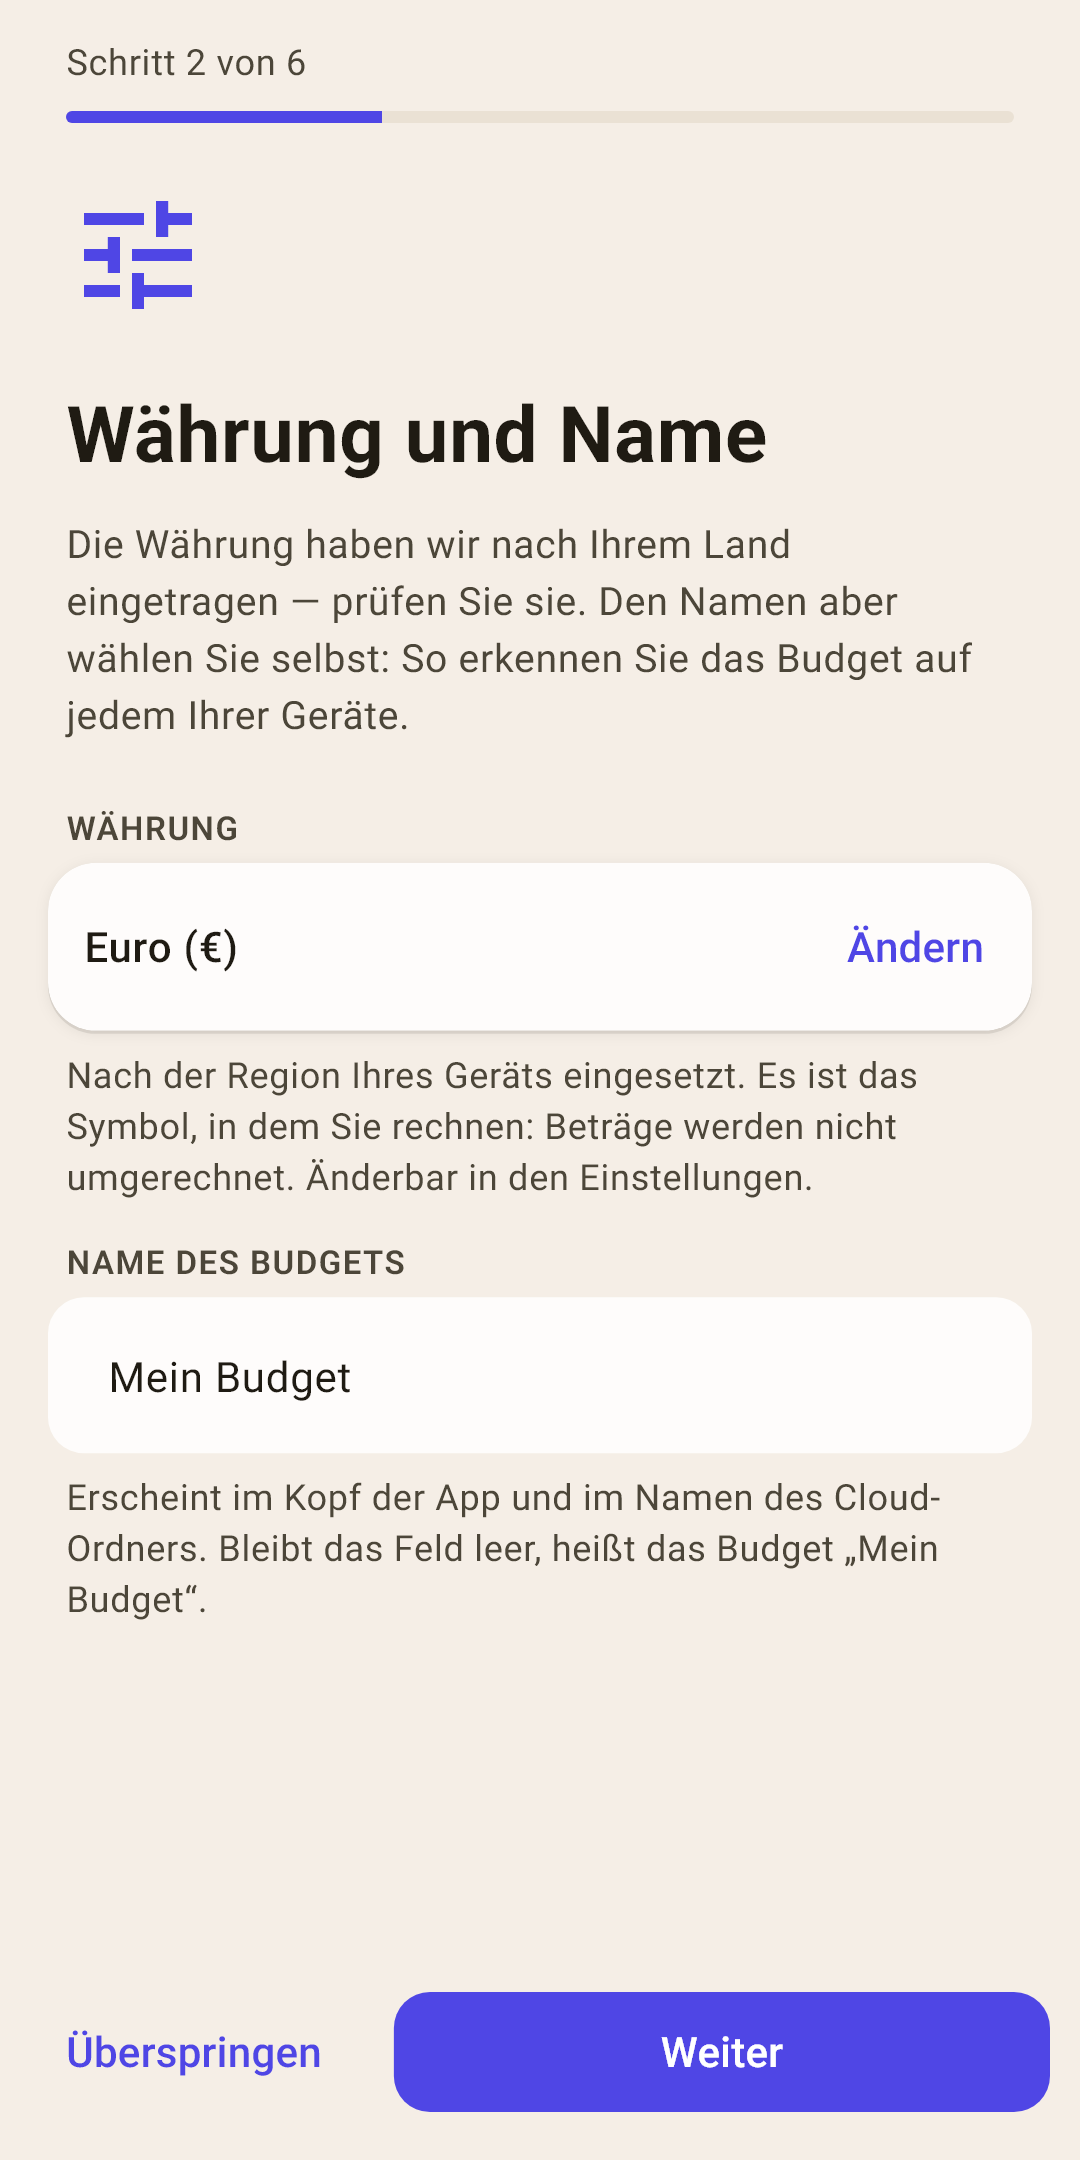 Schritt 2 von 6
Währung und Name
Die Währung haben wir nach Ihrem Land
eingetragen — prüfen Sie sie. Den Namen aber
wählen Sie selbst: So erkennen Sie das Budget auf
jedem Ihrer Geräte.
WÄHRUNG
Euro (€)
Ändern
Nach der Region Ihres Geräts eingesetzt. Es ist das
Symbol, in dem Sie rechnen: Beträge werden nicht
umgerechnet. Änderbar in den Einstellungen.
NAME DES BUDGETS
Mein Budget
Erscheint im Kopf der App und im Namen des Cloud-
Ordners. Bleibt das Feld leer, heißt das Budget „Mein
Budget“.
Überspringen
Weiter